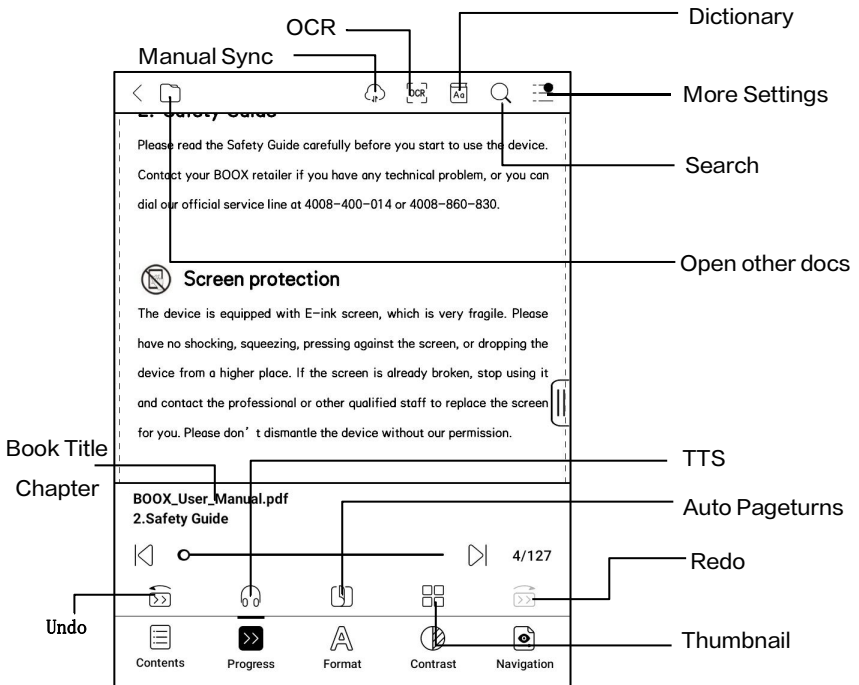 Dictionary
OCR
Manual Sync
OCR
Aa
More Settings
2. Safety Guide
Please read the Safety Guide carefully before you start to use the device.
Contact your BOOX retailer if you have any technical problem, or you can
dial our official service line at 4008-400-014 or 4008-860-830.
Search
Open other docs
Screen protection
The device is equipped with E-ink screen, which is very fragile. Please
have no shocking, squeezing, pressing against the screen, or dropping the
device from a higher place. If the screen is already broken, stop using it
and contact the professional or other qualified staff to replace the screen
for you. Please don’t dismantle the device without our permission.
Book Title
TTS
Chapter
BOOX_User_Manual.pdf
2.Safety Guide
Auto Pageturns
4/127
Redo
Undo
Thumbnail
Contents
Progress
Format
Contrast
Navigation